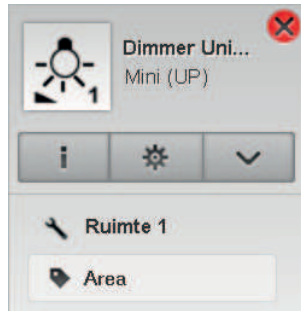 Dimmer Uni...
Mini (UP)
1
i
Ruimte 1
Area